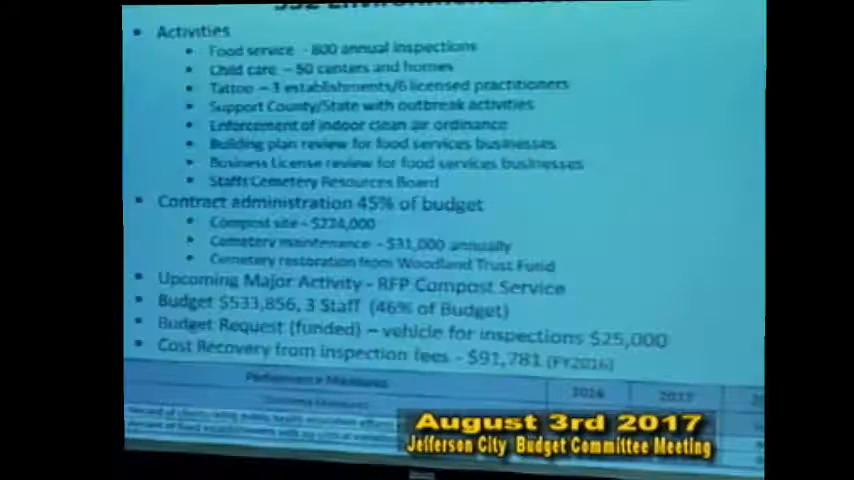 Activities
• Food service - 800 annual inspections
• Child care – 50 centers and homes
• Tattoo – 3 establishments/6 licensed practitioners
• Support County/State with outbreak activities
• Enforcement of indoor clean air ordinance
• Building plan review for food services businesses
• Business License review for food services businesses
• Staffs Cemetery Resources Board
• Contract administration 45% of budget
• Compost site - $224,000
• Cemetery maintenance - $31,000 annually
• Cemetery restoration from Woodland Trust Fund
• Upcoming Major Activity - RFP Compost Service
• Budget $533,856, 3 Staff (46% of Budget)
• Budget Request (funded) – vehicle for inspections $25,000
• Cost Recovery from inspection fees - $91,781 (FY2016)
Performance Measures 2016 2017
August 3rd 2017
Jefferson City Budget Committee Meeting